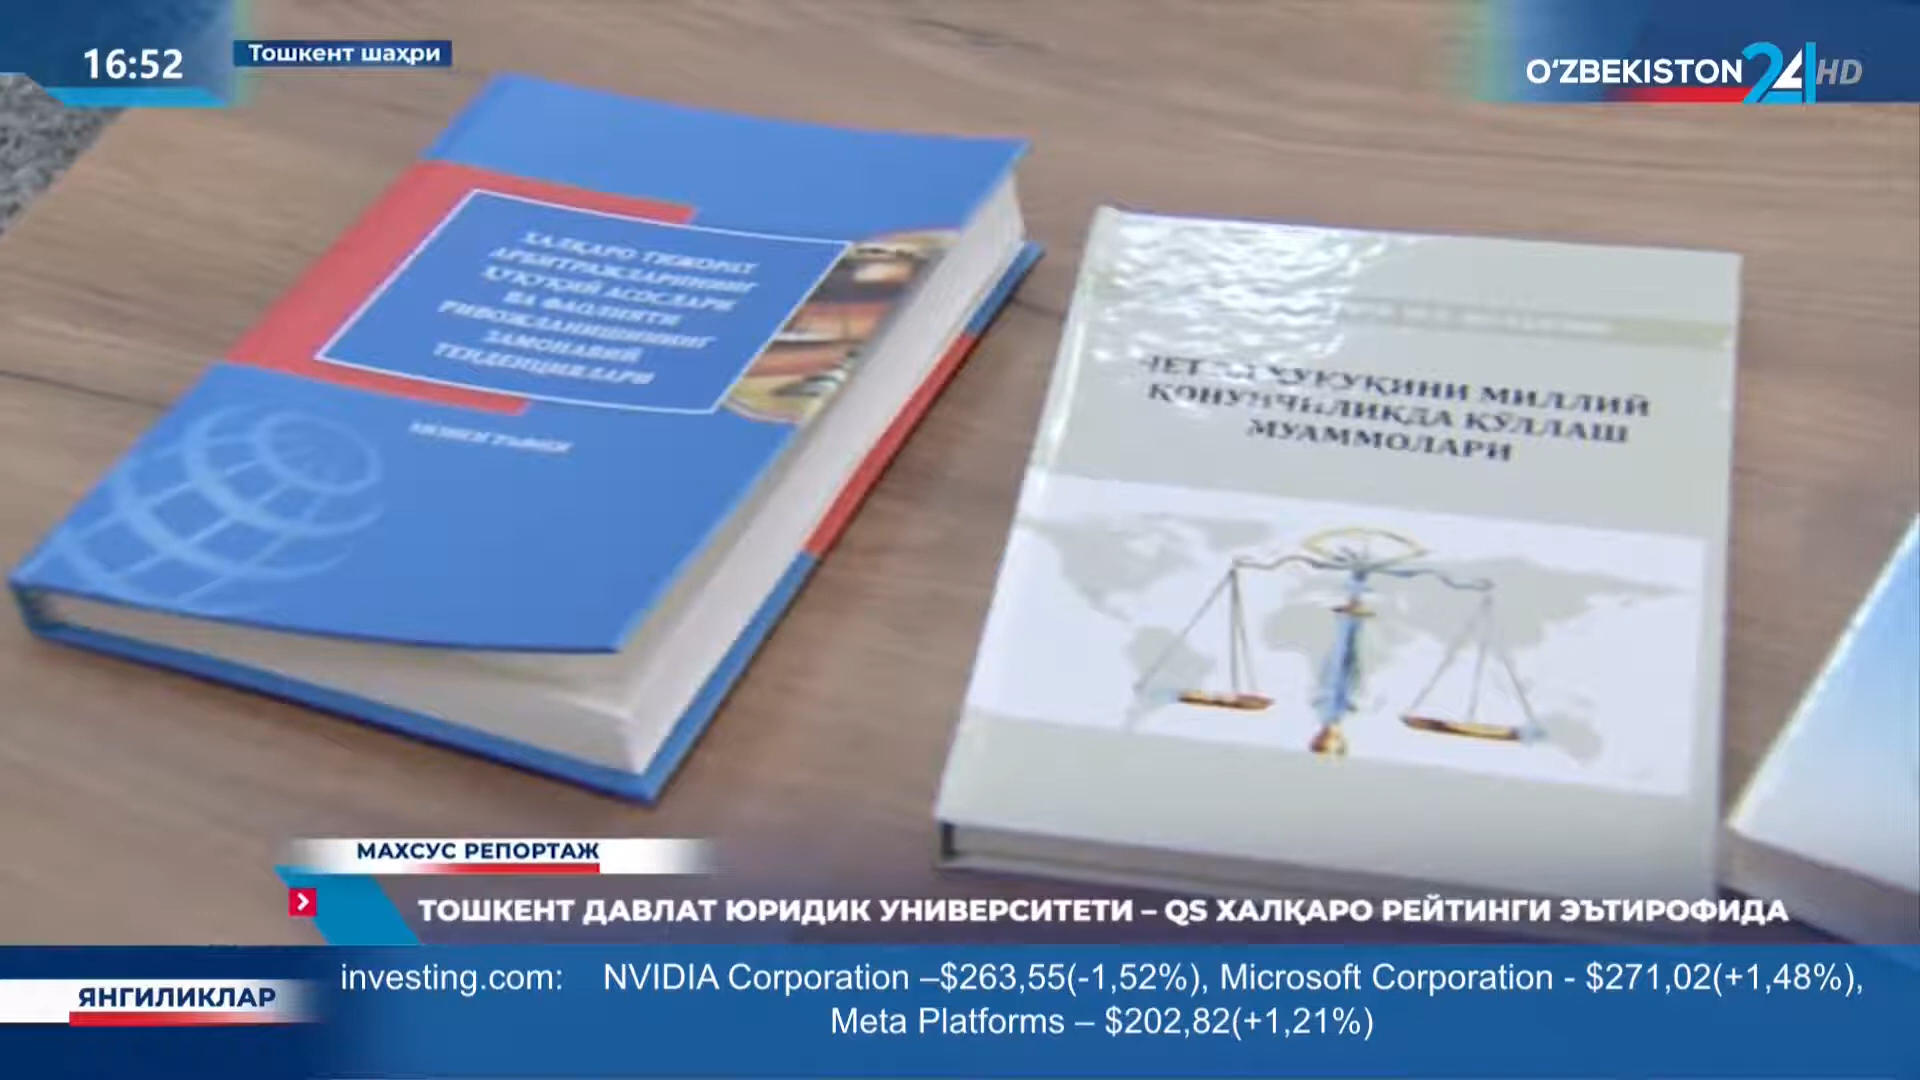 16:52
Тошкент шаҳри
O‘ZBEKISTON 24 HD
ХАЛҚАРО ТИЖОРАТ
АРБИТРАЖЛАРИНИНГ
ҲУҚУҚИЙ АСОСЛАРИ
ВА ФАОЛИЯТИ
РИВОЖЛАНИШИНИНГ
ЗАМОНАВИЙ
ТЕНДЕНЦИЯЛАРИ
МОНОГРАФИЯ
ҲУҚУҚИНИ МИЛЛИЙ
ҚОНУНЧИЛИКДА ҚЎЛЛАШ
МУАММОЛАРИ
МАХСУС РЕПОРТАЖ
ТОШКЕНТ ДАВЛАТ ЮРИДИК УНИВЕРСИТЕТИ – QS ХАЛҚАРО РЕЙТИНГИ ЭЪТИРОФИДА
ЯНГИЛИКЛАР
investing.com: NVIDIA Corporation –$263,55(-1,52%), Microsoft Corporation - $271,02(+1,48%),
Meta Platforms – $202,82(+1,21%)